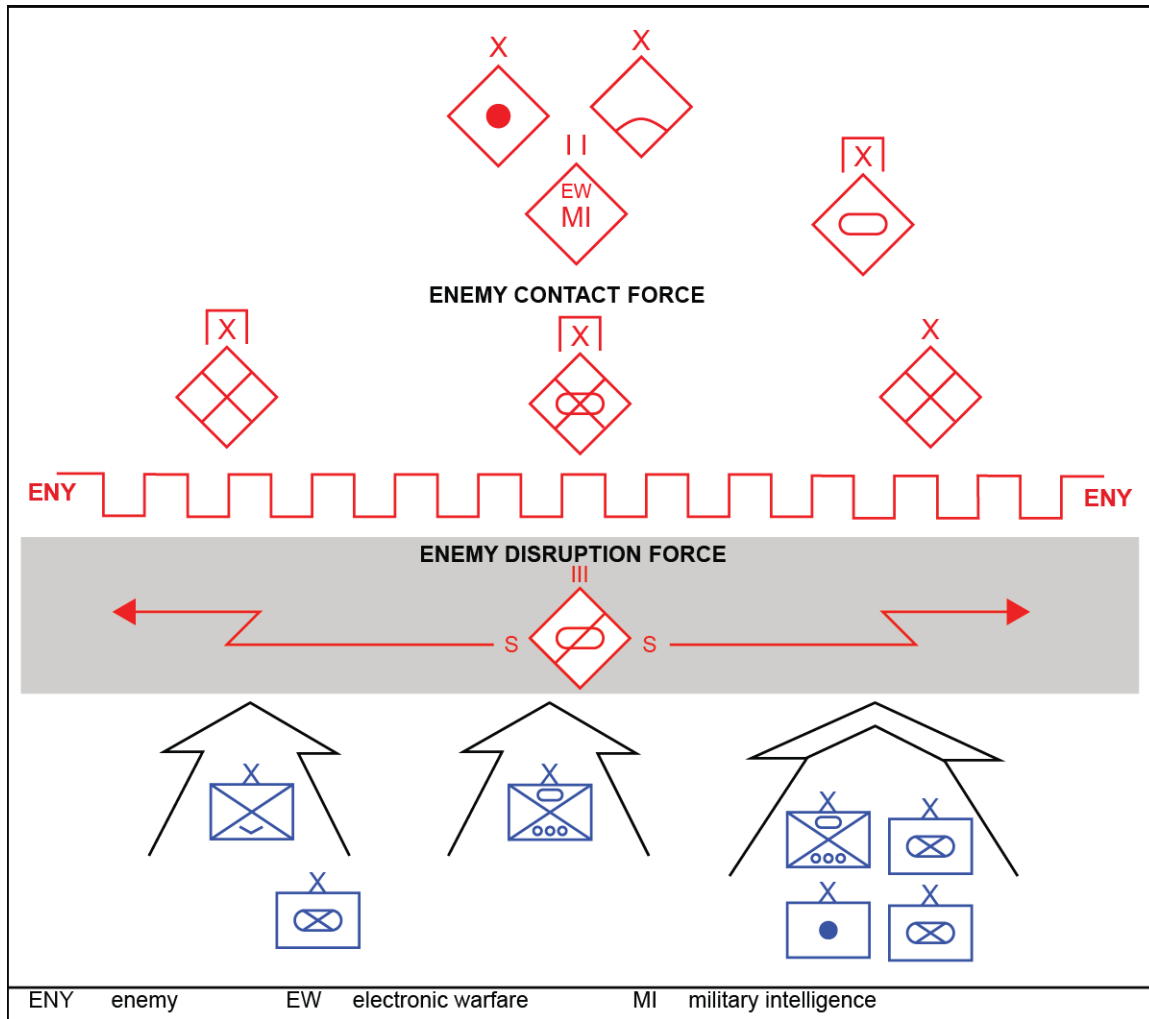 X X
II
EW
MI
X
ENEMY CONTACT FORCE
X X X
ENY ENY
ENEMY DISRUPTION FORCE
III
S S
X X X X
X X X
ENY enemy EW electronic warfare MI military intelligence